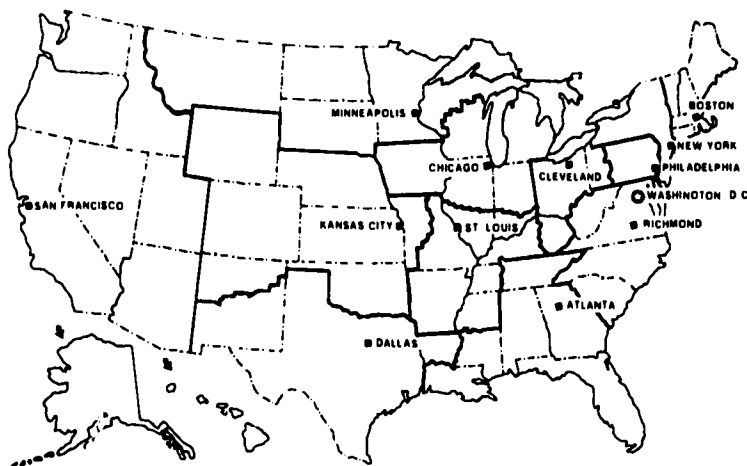 BOSTON
MINNEAPOLIS
NEW YORK
CHICAGO
CLEVELAND
PHILADELPHIA
WASHINGTON D C
SAN FRANCISCO
KANSAS CITY
ST LOUIS
RICHMOND
ATLANTA
DALLAS